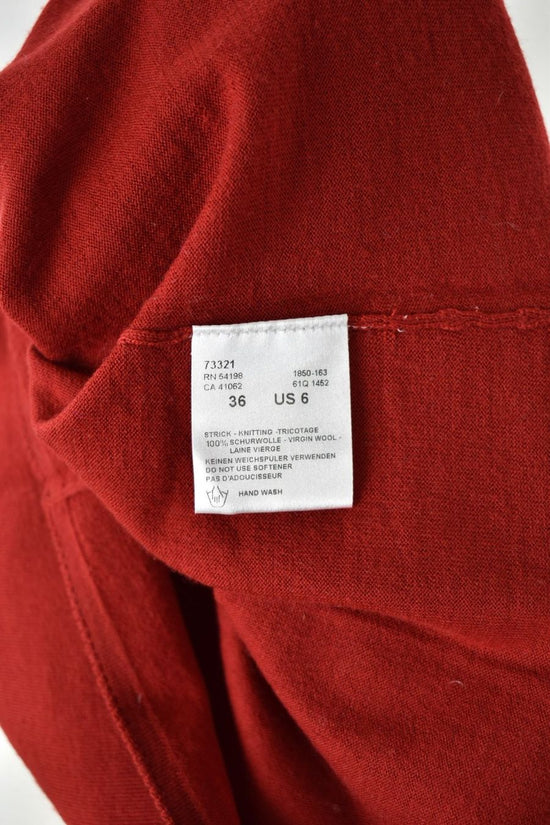 73321
RN 54198 1850-163
CA 41062 61Q 1452
36 US 6
STRICK - KNITTING -TRICOTAGE
100% SCHURWOLLE - VIRGIN WOOL -
LAINE VIERGE
KEINEN WEICHSPULER VERWENDEN
DO NOT USE SOFTENER
PAS D'ADOUCISSEUR
HAND WASH